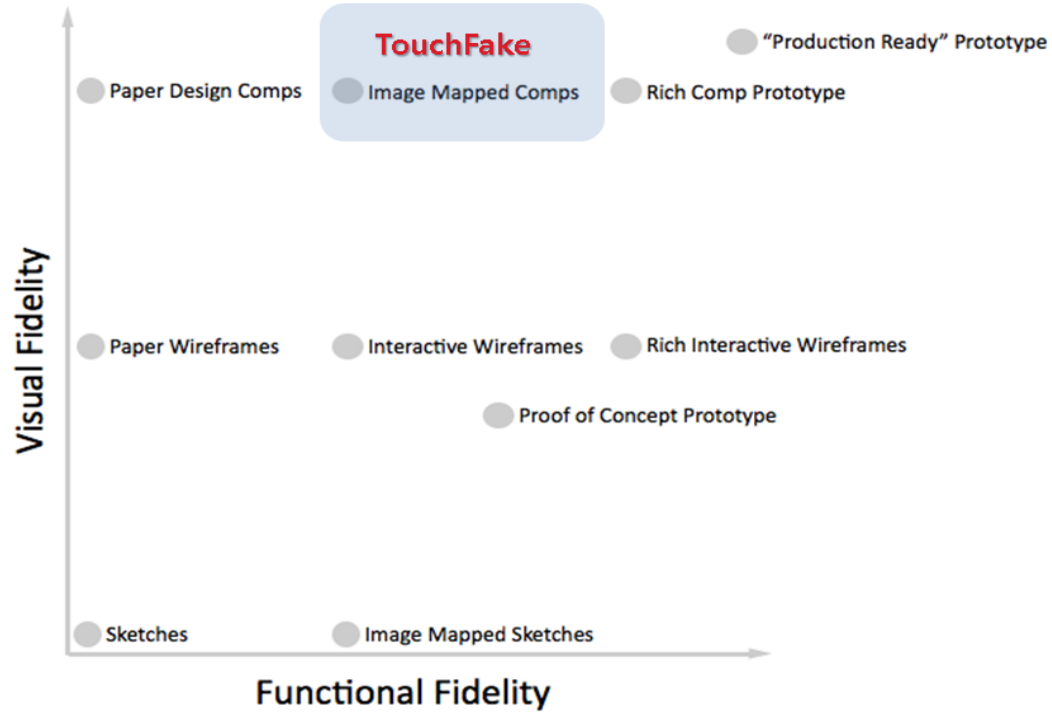 TouchFake
“Production Ready” Prototype
Paper Design Comps
Image Mapped Comps
Rich Comp Prototype
Visual Fidelity
Paper Wireframes
Interactive Wireframes
Rich Interactive Wireframes
Proof of Concept Prototype
Sketches
Image Mapped Sketches
Functional Fidelity